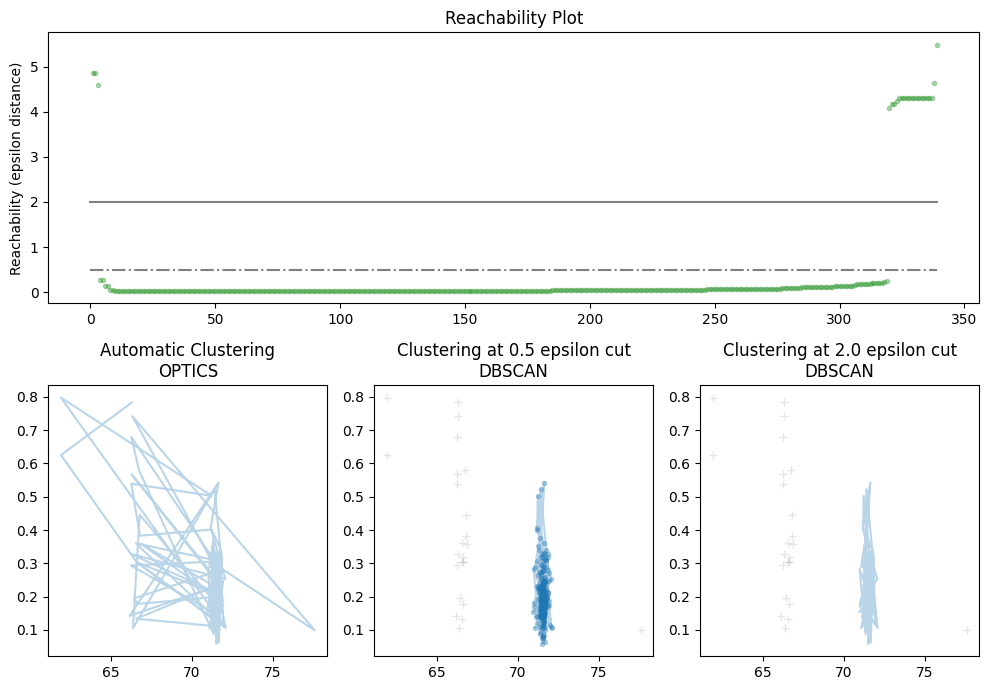 Reachability Plot
Reachability (epsilon distance)
5
4
3
2
1
0
0 50 100 150 200 250 300 350
Automatic Clustering
OPTICS
0.8
0.7
0.6
0.5
0.4
0.3
0.2
0.1
65 70 75
Clustering at 0.5 epsilon cut
DBSCAN
0.8
0.7
0.6
0.5
0.4
0.3
0.2
0.1
65 70 75
Clustering at 2.0 epsilon cut
DBSCAN
0.8
0.7
0.6
0.5
0.4
0.3
0.2
0.1
65 70 75